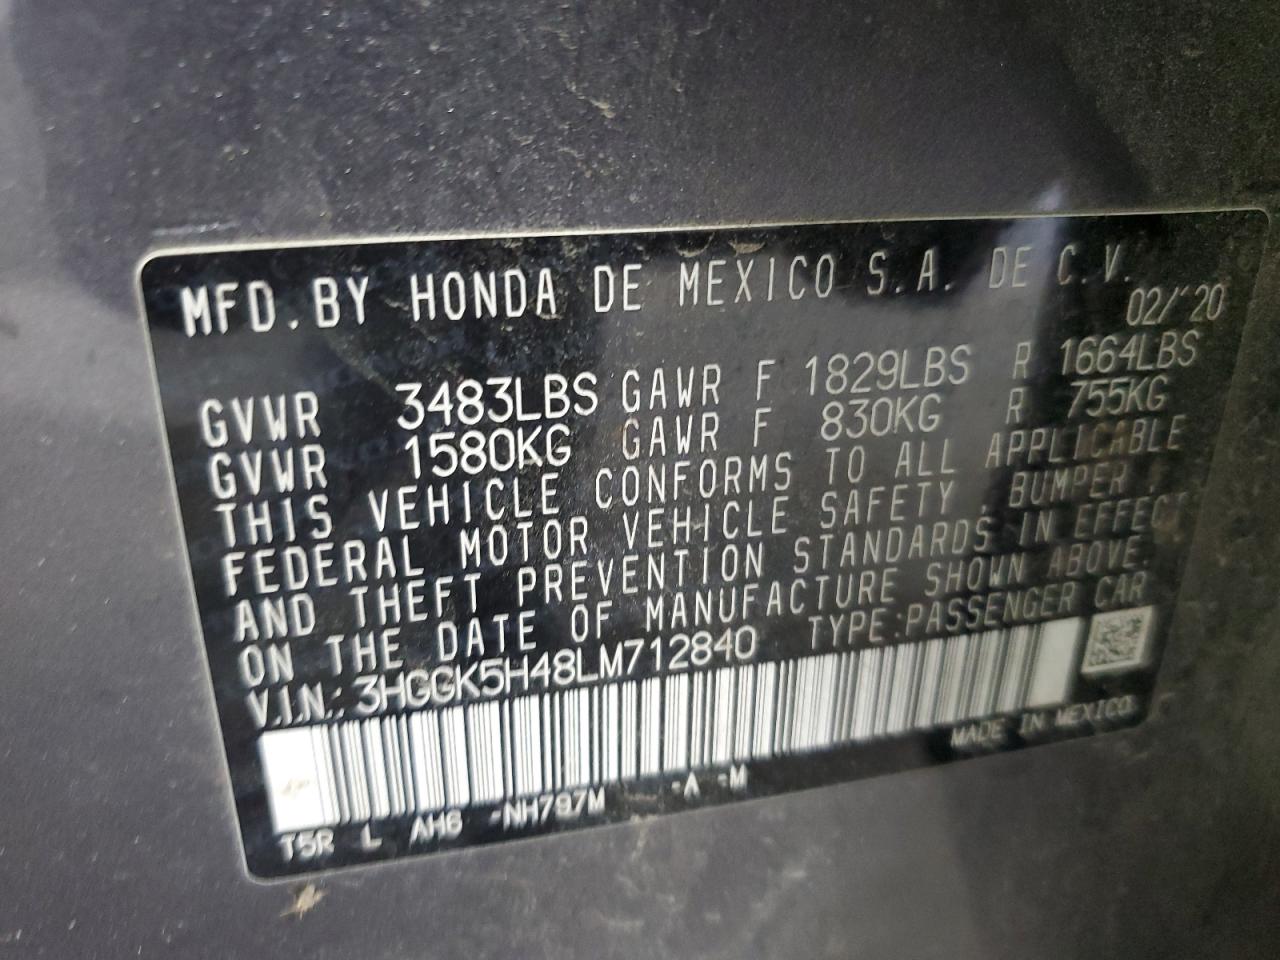 MFD. BY HONDA DE MEXICO S.A. DE C.V.
02/'20
GVWR 3483LBS GAWR F 1829LBS R 1664LBS
GVWR 1580KG GAWR F 830KG R 755KG
THIS VEHICLE CONFORMS TO ALL APPLICABLE
FEDERAL MOTOR VEHICLE SAFETY, BUMPER,
AND THEFT PREVENTION STANDARDS IN EFFECT
ON THE DATE OF MANUFACTURE SHOWN ABOVE.
V.I.N.: 3HGGK5H48LM712840 TYPE:PASSENGER CAR
MADE IN MEXICO
T5R L AH6 -NH797M -A -M